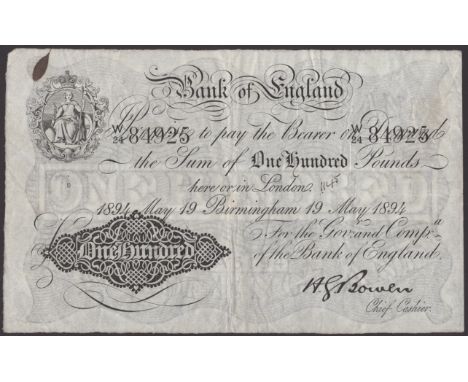 Bank of England
W/24 84925 W/24 84925
Promise to pay the Bearer on Demand
the Sum of One Hundred Pounds
here or in London
1894 May 19 Birmingham 19 May 1894
For the Gov.r and Comp.a
of the Bank of England.
One Hundred
H G Bowen
Chief Cashier.